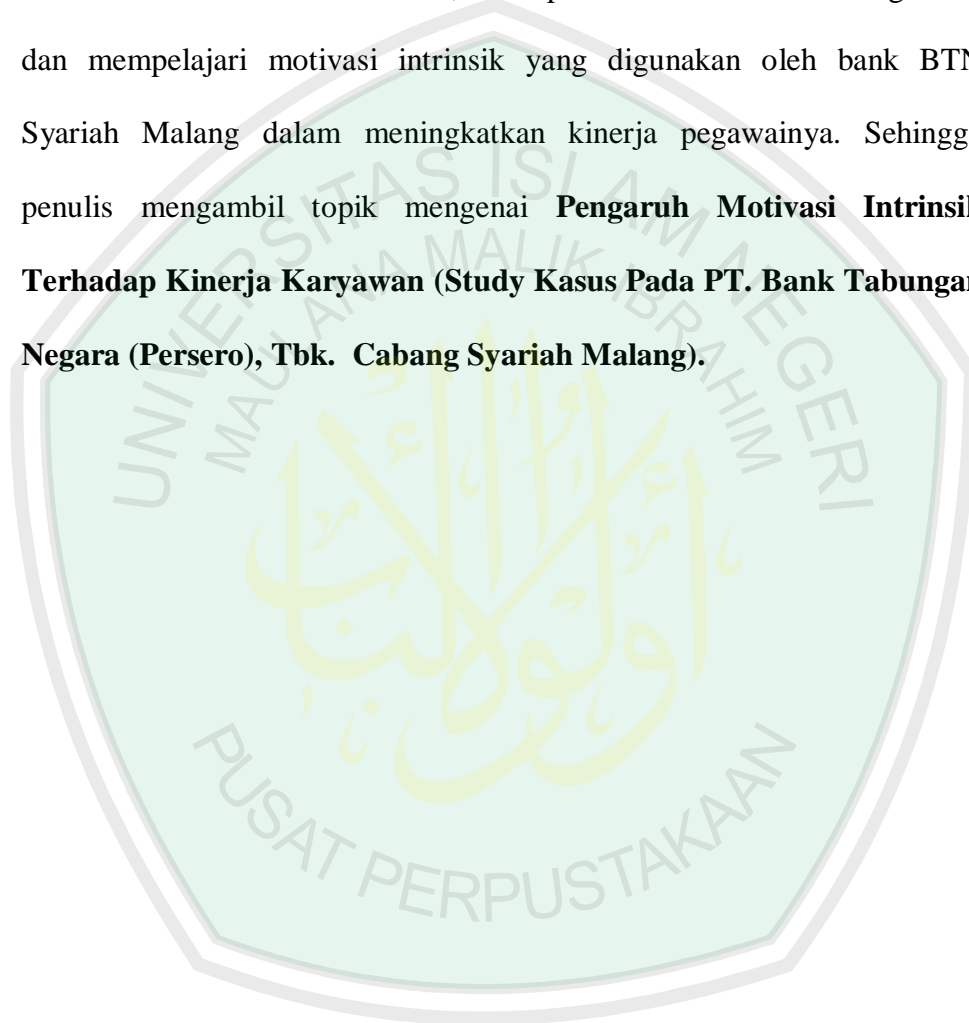 dan mempelajari motivasi intrinsik yang digunakan oleh bank BTN
Syariah Malang dalam meningkatkan kinerja pegawainya. Sehingg
penulis mengambil topik mengenai Pengaruh Motivasi Intrinsik
Terhadap Kinerja Karyawan (Study Kasus Pada PT. Bank Tabungan
Negara (Persero), Tbk. Cabang Syariah Malang).
UNIVERSITAS ISLAM NEGERI
MAULANA MALIK IBRAHIM
PUSAT PERPUSTAKAAN